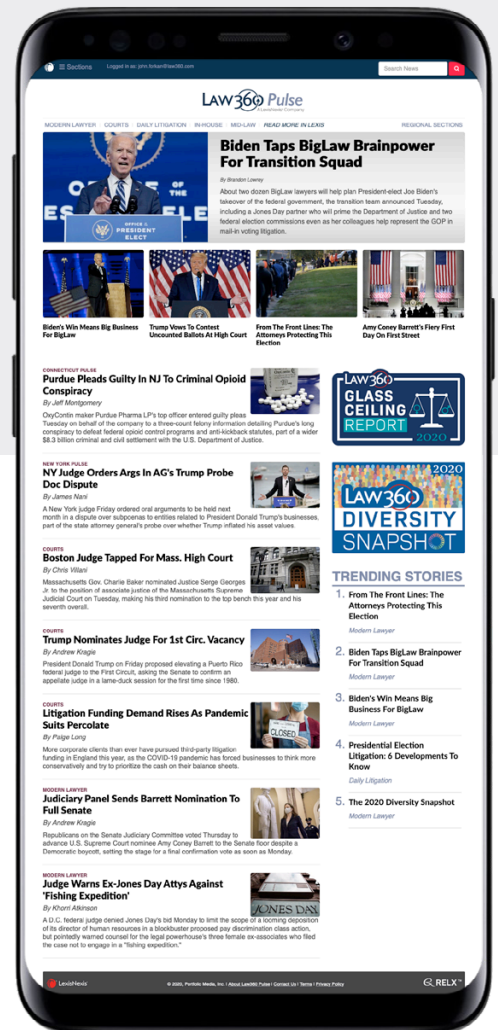 Sections
Logged in as: john.fortan@law360.com
Search News
LAW360 Pulse
A LexisNexis Company
MODERN LAWYER COURTS DAILY LITIGATION IN-HOUSE MID-LAW READ MORE IN LEXIS REGIONAL SECTIONS
OFFICE OF THE
PRESIDENT
ELECT
Biden Taps BigLaw Brainpower
For Transition Squad
By Brandon Lowrey
About two dozen BigLaw lawyers will help plan President-elect Joe Biden's
takeover of the federal government, the transition team announced Tuesday,
including a Jones Day partner who will prime the Department of Justice and two
federal election commissions even as her colleagues help represent the GOP in
mail-in voting litigation.
Biden's Win Means Big Business
For BigLaw
Trump Vows To Contest
Uncounted Ballots At High Court
From The Front Lines: The
Attorneys Protecting This
Election
Amy Coney Barrett's Fiery First
Day On First Street
CONNECTICUT PULSE
Purdue Pleads Guilty In NJ To Criminal Opioid
Conspiracy
By Jeff Montgomery
OxyContin maker Purdue Pharma LP's top officer entered guilty pleas
Tuesday on behalf of the company to a three-count felony information detailing Purdue's long
conspiracy to defeat federal opioid control programs and anti-kickback statutes, part of a wider
$8.3 billion criminal and civil settlement with the U.S. Department of Justice.
NEW YORK PULSE
NY Judge Orders Args In AG's Trump Probe
Doc Dispute
By James Nani
A New York judge Friday ordered oral arguments to be held next
month in a dispute over subpoenas to entities related to President Donald Trump's businesses,
part of the state attorney general's probe over whether Trump inflated his asset values.
COURTS
Boston Judge Tapped For Mass. High Court
By Chris Villani
Massachusetts Gov. Charlie Baker nominated Justice Serge Georges
Jr. to the position of associate justice of the Massachusetts Supreme
Judicial Court on Tuesday, making his third nomination to the top bench this year and his
seventh overall.
COURTS
Trump Nominates Judge For 1st Circ. Vacancy
By Andrew Kragie
President Donald Trump on Friday proposed elevating a Puerto Rico
federal judge to the First Circuit, asking the Senate to confirm an
appellate judge in a lame-duck session for the first time since 1980.
COURTS
Litigation Funding Demand Rises As Pandemic
Suits Percolate
By Paige Long
CLOSED
More corporate clients than ever have pursued third-party litigation
funding in England this year, as the COVID-19 pandemic has forced businesses to think more
conservatively and try to prioritize the cash on their balance sheets.
MODERN LAWYER
Judiciary Panel Sends Barrett Nomination To
Full Senate
By Andrew Kragie
Republicans on the Senate Judiciary Committee voted Thursday to
advance U.S. Supreme Court nominee Amy Coney Barrett to the Senate floor despite a
Democratic boycott, setting the stage for a final confirmation vote as soon as Monday.
MODERN LAWYER
Judge Warns Ex-Jones Day Attys Against
'Fishing Expedition'
By Khorri Atkinson
JONES DAY
A D.C. federal judge denied Jones Day's bid Monday to limit the scope of a looming deposition
of its director of human resources in a blockbuster proposed pay discrimination class action,
but pointedly warned counsel for the legal powerhouse's three female ex-associates who filed
the case not to engage in a "fishing expedition."
LAW360
GLASS
CEILING
REPORT
2020
2020
LAW360
DIVERSITY
SNAPSHOT
TRENDING STORIES
1. From The Front Lines: The
Attorneys Protecting This
Election
Modern Lawyer
2. Biden Taps BigLaw Brainpower
For Transition Squad
Modern Lawyer
3. Biden's Win Means Big
Business For BigLaw
Modern Lawyer
4. Presidential Election
Litigation: 6 Developments To
Know
Daily Litigation
5. The 2020 Diversity Snapshot
Modern Lawyer
LexisNexis
© 2020, Portfolio Media, Inc. | About Law360 Pulse | Contact Us | Terms | Privacy Policy
RELX™